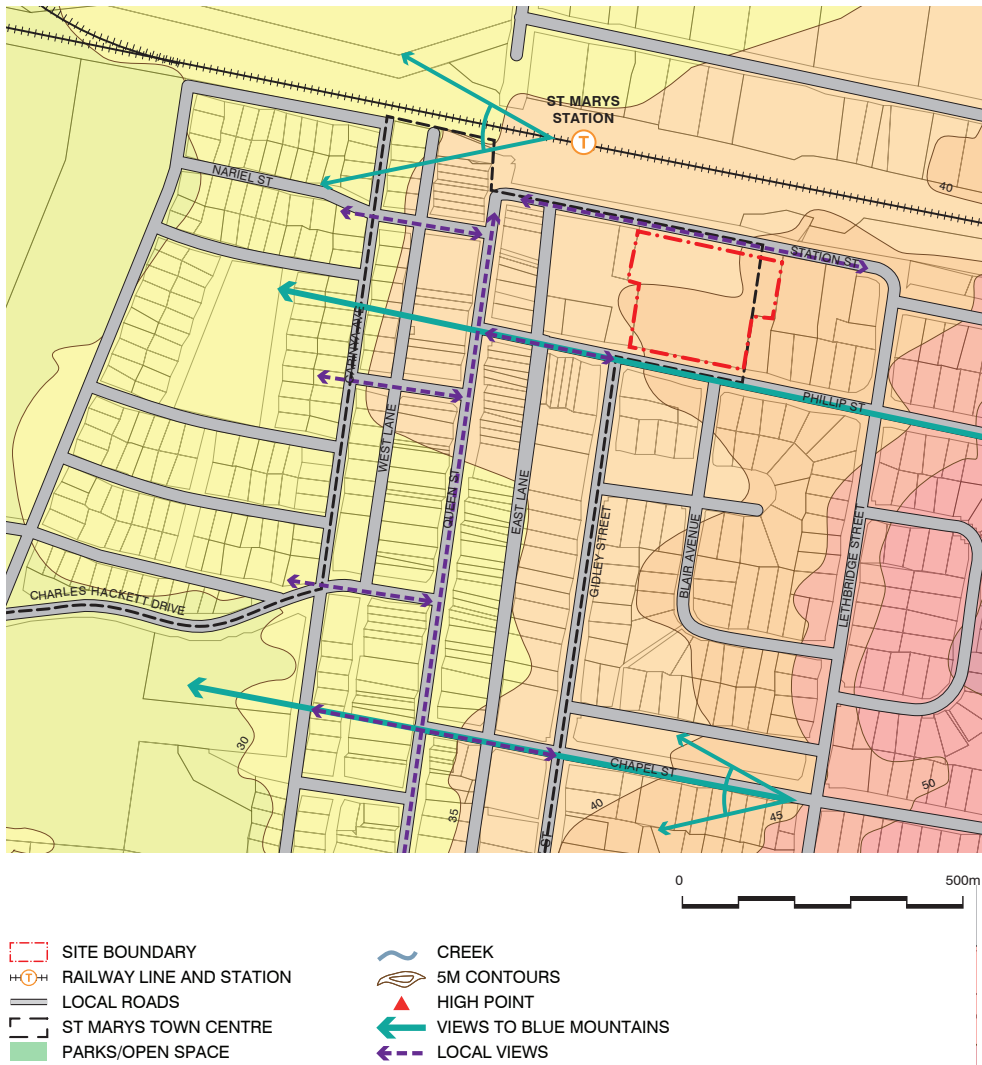 ST MARYS
STATION
T
40
NARIEL ST
STATION ST
CARINYA AVE
PHILLIP ST
WEST LANE
QUEEN ST
EAST LANE
GIDLEY STREET
BLAIR AVENUE
LETHBRIDGE STREET
CHARLES HACKETT DRIVE
30
CHAPEL ST
35
40
45
50
ST
0
500m
SITE BOUNDARY
T RAILWAY LINE AND STATION
LOCAL ROADS
ST MARYS TOWN CENTRE
PARKS/OPEN SPACE
CREEK
5M CONTOURS
HIGH POINT
VIEWS TO BLUE MOUNTAINS
LOCAL VIEWS